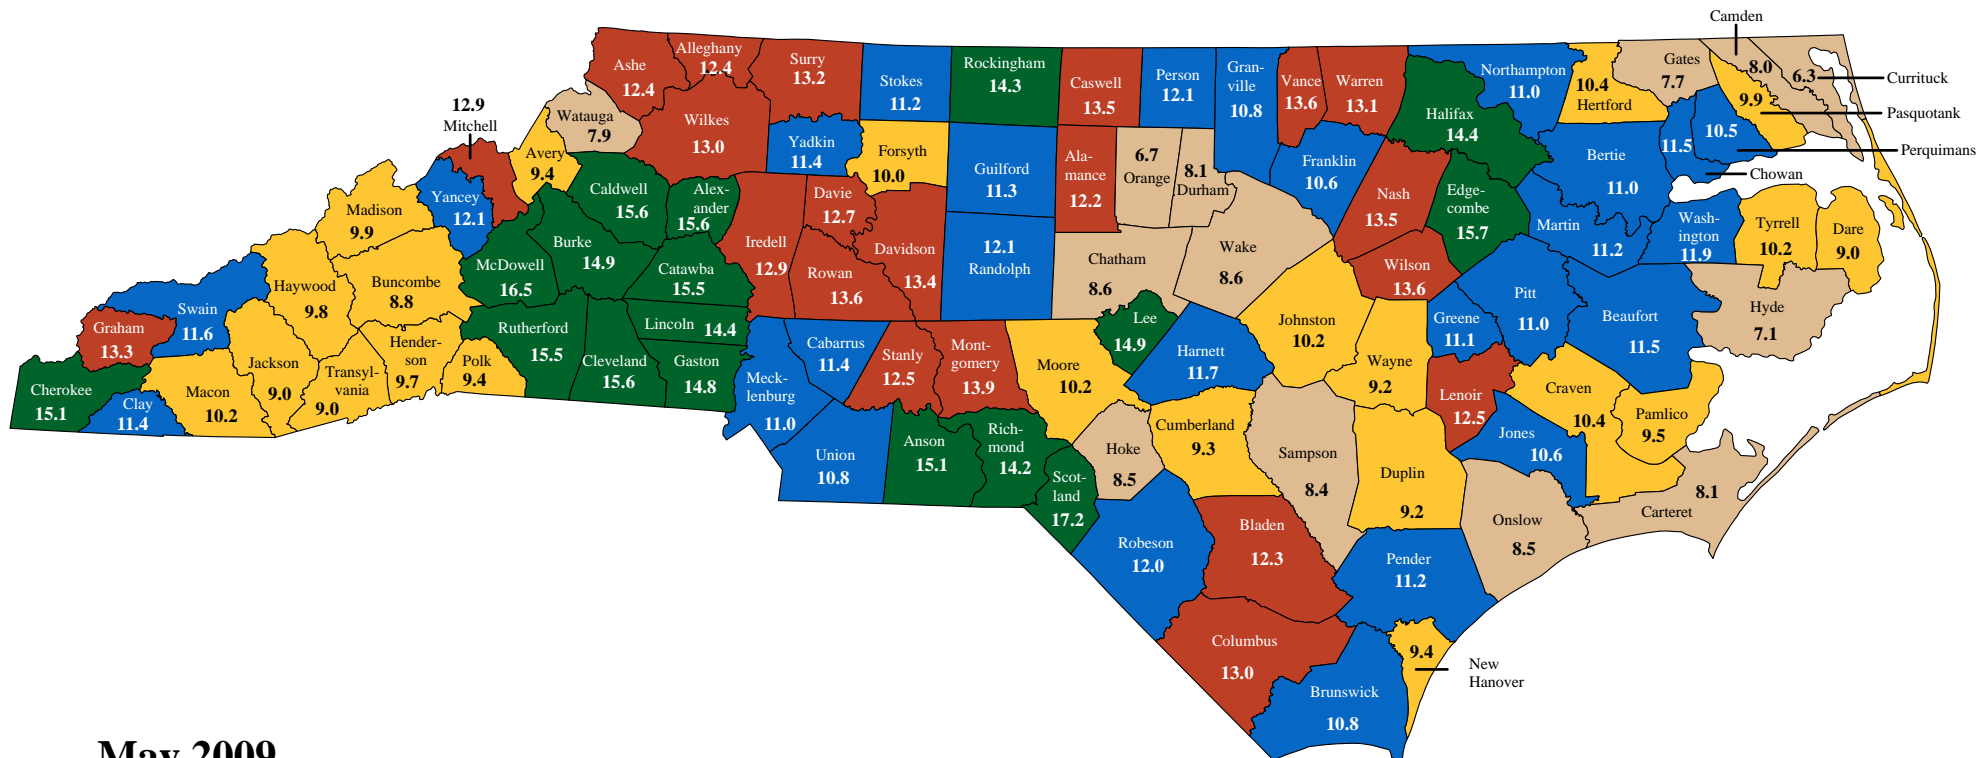 Camden
Currituck
Pasquotank
Perquimans
Chowan
Ashe
12.4
Alleghany
12.4
Surry
13.2
Stokes
11.2
Rockingham
14.3
Caswell
13.5
Person
12.1
Gran-
ville
10.8
Vance
13.6
Warren
13.1
Northampton
11.0
10.4
Hertford
Gates
7.7
8.0
6.3
9.9
10.5
11.5
Halifax
14.4
12.9
Mitchell
Watauga
7.9
Wilkes
13.0
Yadkin
11.4
Forsyth
10.0
Guilford
11.3
Ala-
mance
12.2
6.7
Orange
8.1
Durham
Franklin
10.6
Nash
13.5
Edge-
combe
15.7
Bertie
11.0
Martin
11.2
Wash-
ington
11.9
Tyrrell
10.2
Dare
9.0
Avery
9.4
Caldwell
15.6
Alex-
ander
15.6
Davie
12.7
Iredell
12.9
Davidson
13.4
Rowan
13.6
12.1
Randolph
Chatham
8.6
Wake
8.6
Wilson
13.6
Madison
9.9
Yancey
12.1
Burke
14.9
McDowell
16.5
Catawba
15.5
Buncombe
8.8
Haywood
9.8
Swain
11.6
Graham
13.3
Cherokee
15.1
Clay
11.4
Macon
10.2
Jackson
9.0
Transyl-
vania
9.0
Hender-
son
9.7
Polk
9.4
Rutherford
15.5
Cleveland
15.6
Lincoln 14.4
Gaston
14.8
Meck-
lenburg
11.0
Cabarrus
11.4
Stanly
12.5
Mont-
gomery
13.9
Moore
10.2
Lee
14.9
Harnett
11.7
Johnston
10.2
Wayne
9.2
Greene
11.1
Pitt
11.0
Beaufort
11.5
Hyde
7.1
Lenoir
12.5
Craven
10.4
Pamlico
9.5
Jones
10.6
Union
10.8
Anson
15.1
Rich-
mond
14.2
Scot-
land
17.2
Hoke
8.5
Cumberland
9.3
Sampson
8.4
Duplin
9.2
Onslow
8.5
8.1
Carteret
Robeson
12.0
Bladen
12.3
Pender
11.2
Columbus
13.0
Brunswick
10.8
9.4
New
Hanover
May 2009